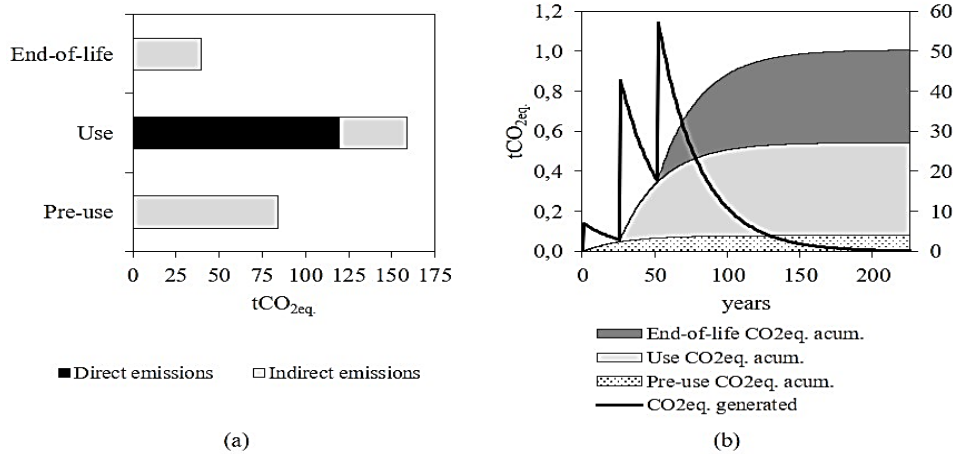 End-of-life
Use
Pre-use
0 25 50 75 100 125 150 175
tCO2eq.
Direct emissions Indirect emissions
(a)
1,2
1,0
0,8
0,6
0,4
0,2
0,0
tCO2eq.
60
50
40
30
20
10
0
0 50 100 150 200
years
End-of-life CO2eq. acum.
Use CO2eq. acum.
Pre-use CO2eq. acum.
CO2eq. generated
(b)